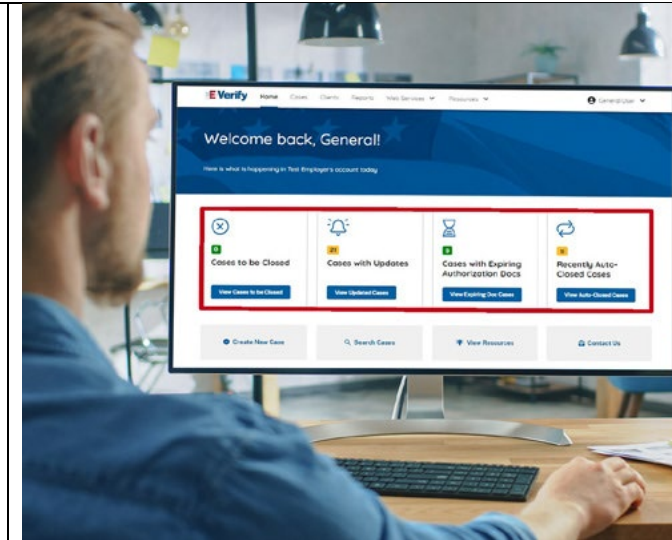 E-Verify Home Cases Clients Reports Web Services Resources General User
Welcome back, General!
Here is what is happening in Test Employer's account today
0
21
0
0
Cases to be Closed
Cases with Updates
Cases with Expiring Authorization Docs
Recently Auto-Closed Cases
View Cases to be Closed
View Updated Cases
View Expiring Doc Cases
View Auto-Closed Cases
Create New Case
Search Cases
View Resources
Contact Us